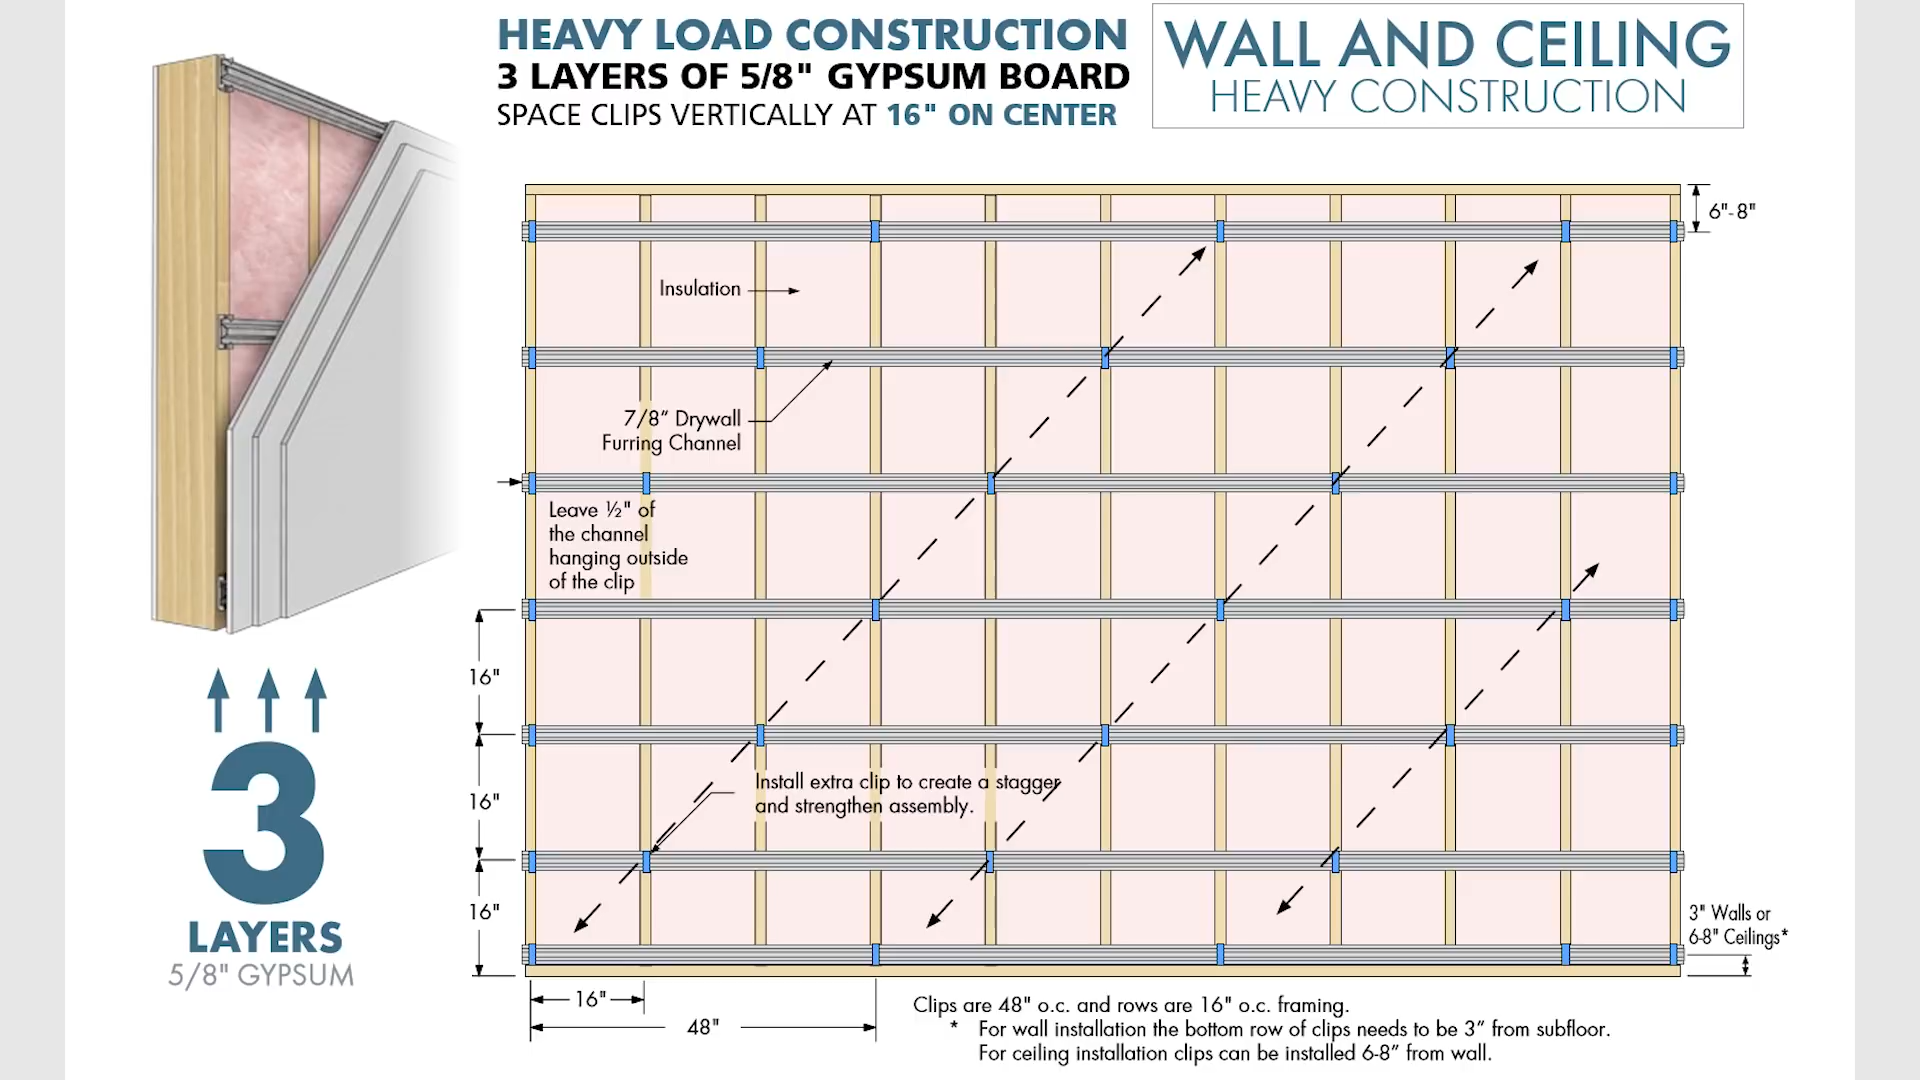 HEAVY LOAD CONSTRUCTION
3 LAYERS OF 5/8" GYPSUM BOARD
SPACE CLIPS VERTICALLY AT 16" ON CENTER
WALL AND CEILING
HEAVY CONSTRUCTION
6"-8"
Insulation
7/8” Drywall
Furring Channel
Leave ½" of
the channel
hanging outside
of the clip
16"
16"
Install extra clip to create a stagger
and strengthen assembly.
16"
3
LAYERS
5/8" GYPSUM
3" Walls or
6-8" Ceilings*
16"
48"
Clips are 48" o.c. and rows are 16" o.c. framing.
* For wall installation the bottom row of clips needs to be 3” from subfloor.
For ceiling installation clips can be installed 6-8” from wall.